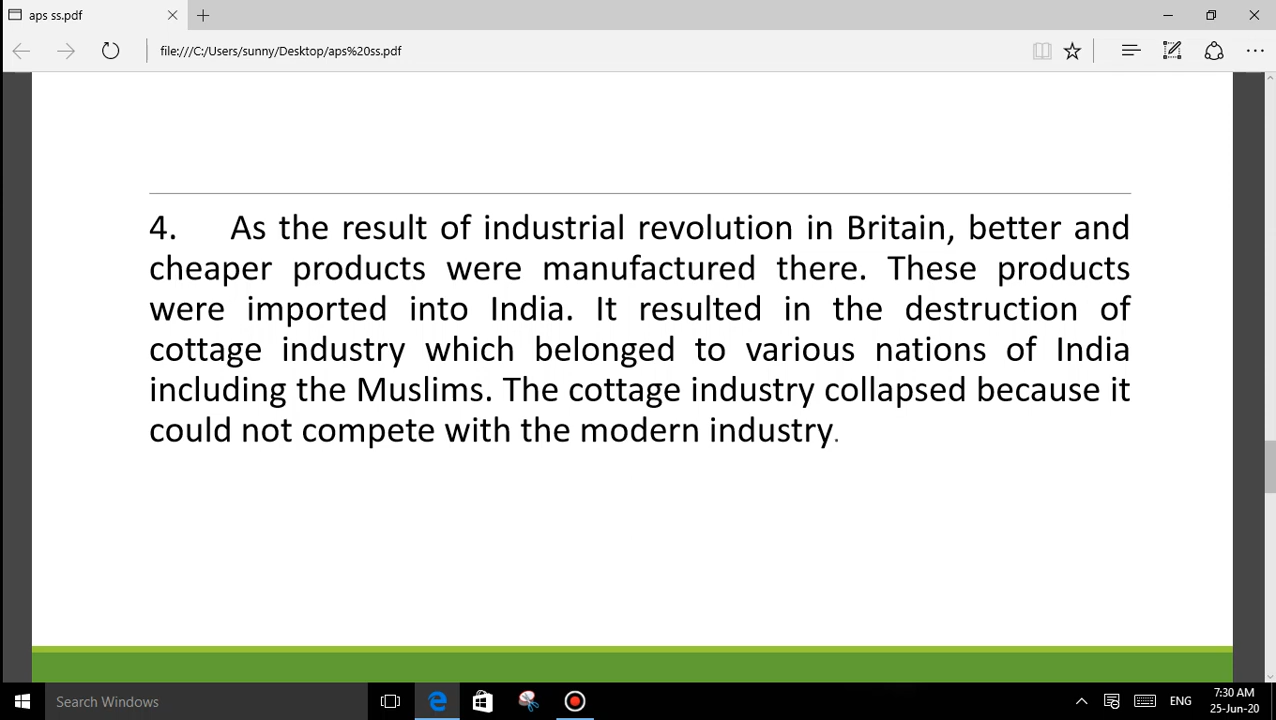 aps ss.pdf
file:///C:/Users/sunny/Desktop/aps%20ss.pdf
4. As the result of industrial revolution in Britain, better and
cheaper products were manufactured there. These products
were imported into India. It resulted in the destruction of
cottage industry which belonged to various nations of India
including the Muslims. The cottage industry collapsed because it
could not compete with the modern industry.
Search Windows
ENG
7:30 AM
25-Jun-20